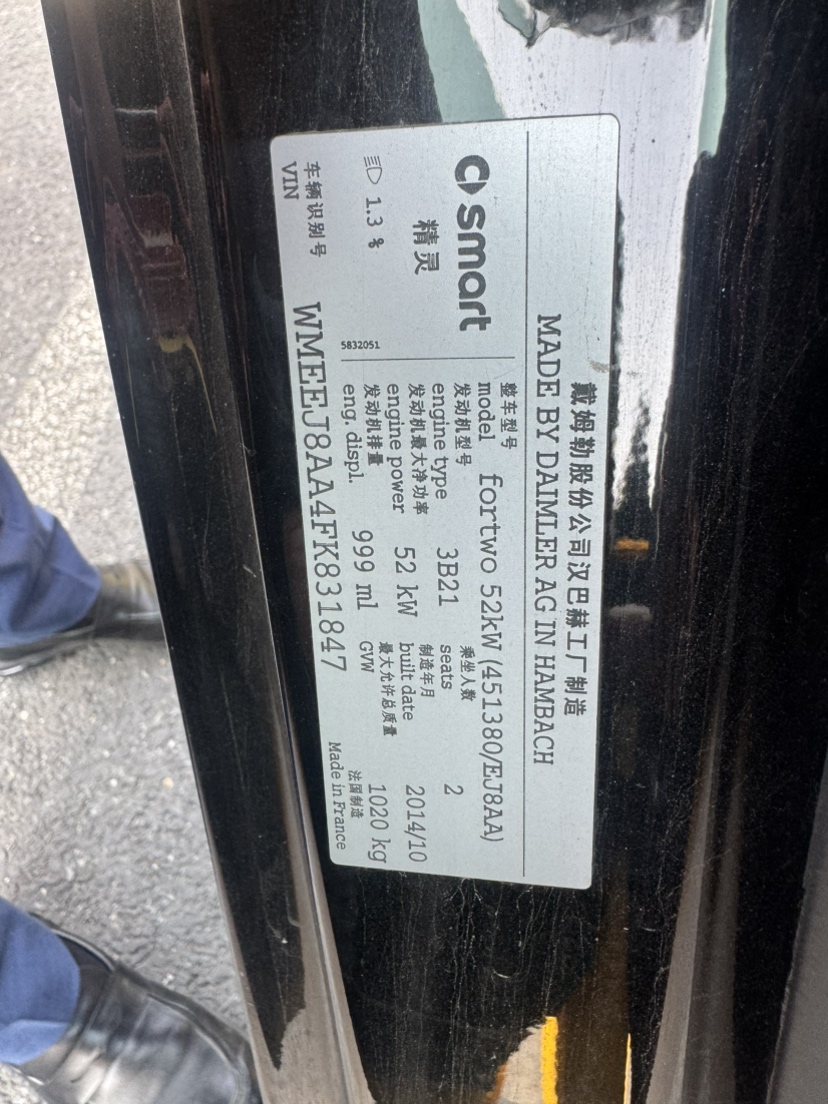 戴姆勒股份公司汉巴赫工厂制造
MADE BY DAIMLER AG IN HAMBACH
smart
精灵
1.3 %
5832051
整车型号
model fortwo 52kW (451380/EJ8AA)
发动机型号 乘坐人数
engine type 3B21 seats 2
发动机最大净功率 制造年月
engine power 52 kW built date 2014/10
发动机排量 最大允许总质量
eng. displ. 999 ml GVW 1020 kg
车辆识别号 法国制造
VIN WMEEJ8AA4FK831847 Made in France